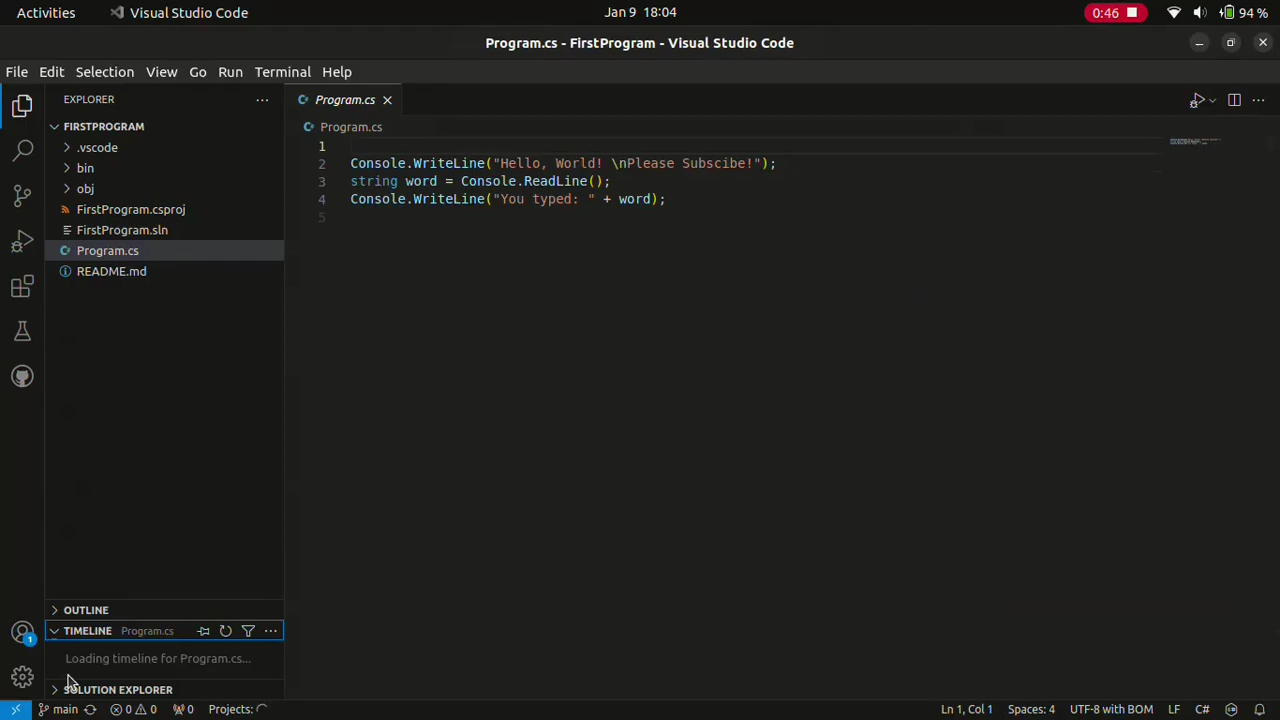 Activities Visual Studio Code Jan 9 18:04 0:46 94 %
Program.cs - FirstProgram - Visual Studio Code
File Edit Selection View Go Run Terminal Help
EXPLORER
FIRSTPROGRAM
.vscode
bin
obj
FirstProgram.csproj
FirstProgram.sln
Program.cs
README.md
OUTLINE
TIMELINE Program.cs
Loading timeline for Program.cs...
SOLUTION EXPLORER
1
Program.cs
Program.cs
1
2 Console.WriteLine("Hello, World! \nPlease Subscibe!");
3 string word = Console.ReadLine();
4 Console.WriteLine("You typed: " + word);
5
main 0 0 0 Projects: Ln 1, Col 1 Spaces: 4 UTF-8 with BOM LF C#